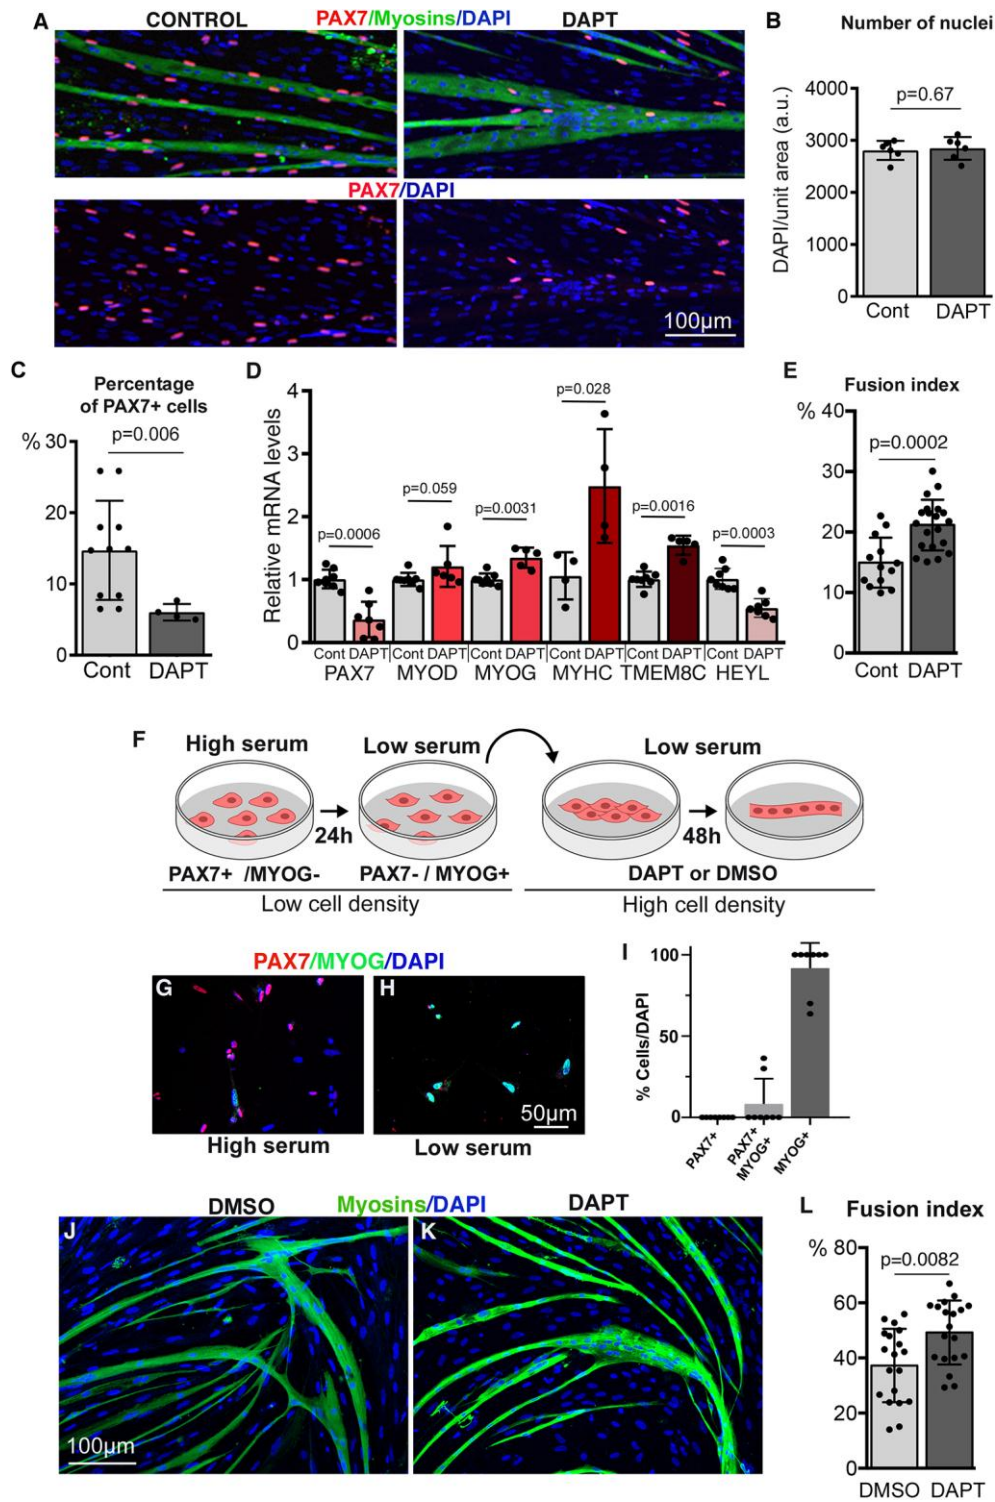 A
CONTROL
PAX7/Myosins/DAPI
DAPT
PAX7/DAPI
100µm
B
Number of nuclei
DAPI/unit area (a.u.)
4000
3000
2000
1000
0
p=0.67
Cont
DAPT
C
Percentage
of PAX7+ cells
%
30
20
10
0
p=0.006
Cont
DAPT
D
Relative mRNA levels
4
3
2
1
0
p=0.0006
p=0.059
p=0.0031
p=0.028
p=0.0016
p=0.0003
Cont DAPT Cont DAPT Cont DAPT Cont DAPT Cont DAPT Cont DAPT
PAX7 MYOD MYOG MYHC TMEM8C HEYL
E
Fusion index
%
40
30
20
10
0
p=0.0002
Cont DAPT
F
High serum
Low serum
Low serum
24h
48h
PAX7+ /MYOG-
PAX7- / MYOG+
DAPT or DMSO
Low cell density
High cell density
PAX7/MYOG/DAPI
G
H
50µm
High serum
Low serum
I
% Cells/DAPI
100
50
0
PAX7+
PAX7+
MYOG+
MYOG+
DMSO
Myosins/DAPI
DAPT
J
K
100µm
L
Fusion index
%
80
60
40
20
0
p=0.0082
DMSO DAPT